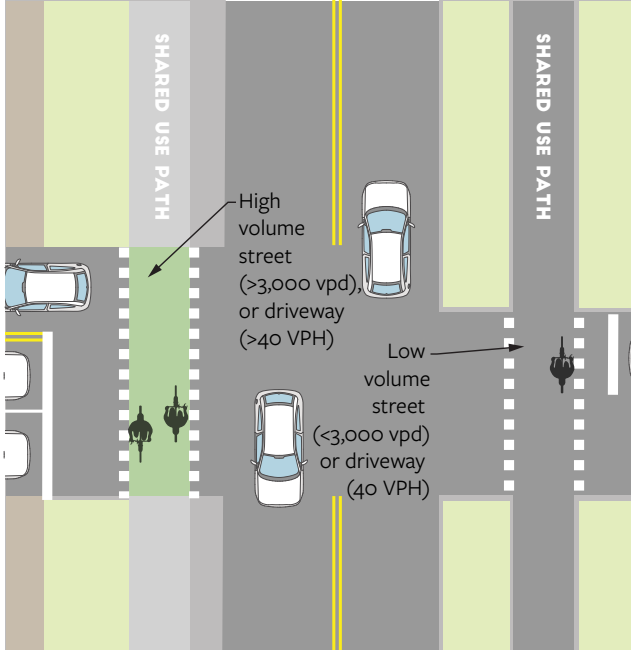 SHARED USE PATH
SHARED USE PATH
High
volume
street
(>3,000 vpd),
or driveway
(>40 VPH)
Low
volume
street
(<3,000 vpd)
or driveway
(40 VPH)